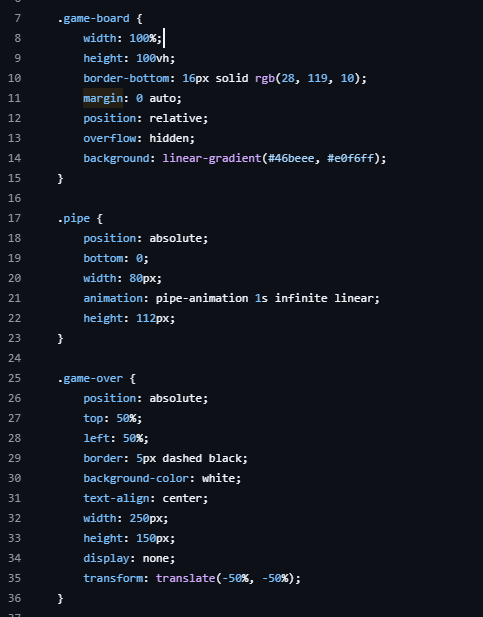 7 .game-board {
8 width: 100%;
9 height: 100vh;
10 border-bottom: 16px solid rgb(28, 119, 10);
11 margin: 0 auto;
12 position: relative;
13 overflow: hidden;
14 background: linear-gradient(#46beee, #e0f6ff);
15 }
16
17 .pipe {
18 position: absolute;
19 bottom: 0;
20 width: 80px;
21 animation: pipe-animation 1s infinite linear;
22 height: 112px;
23 }
24
25 .game-over {
26 position: absolute;
27 top: 50%;
28 left: 50%;
29 border: 5px dashed black;
30 background-color: white;
31 text-align: center;
32 width: 250px;
33 height: 150px;
34 display: none;
35 transform: translate(-50%, -50%);
36 }